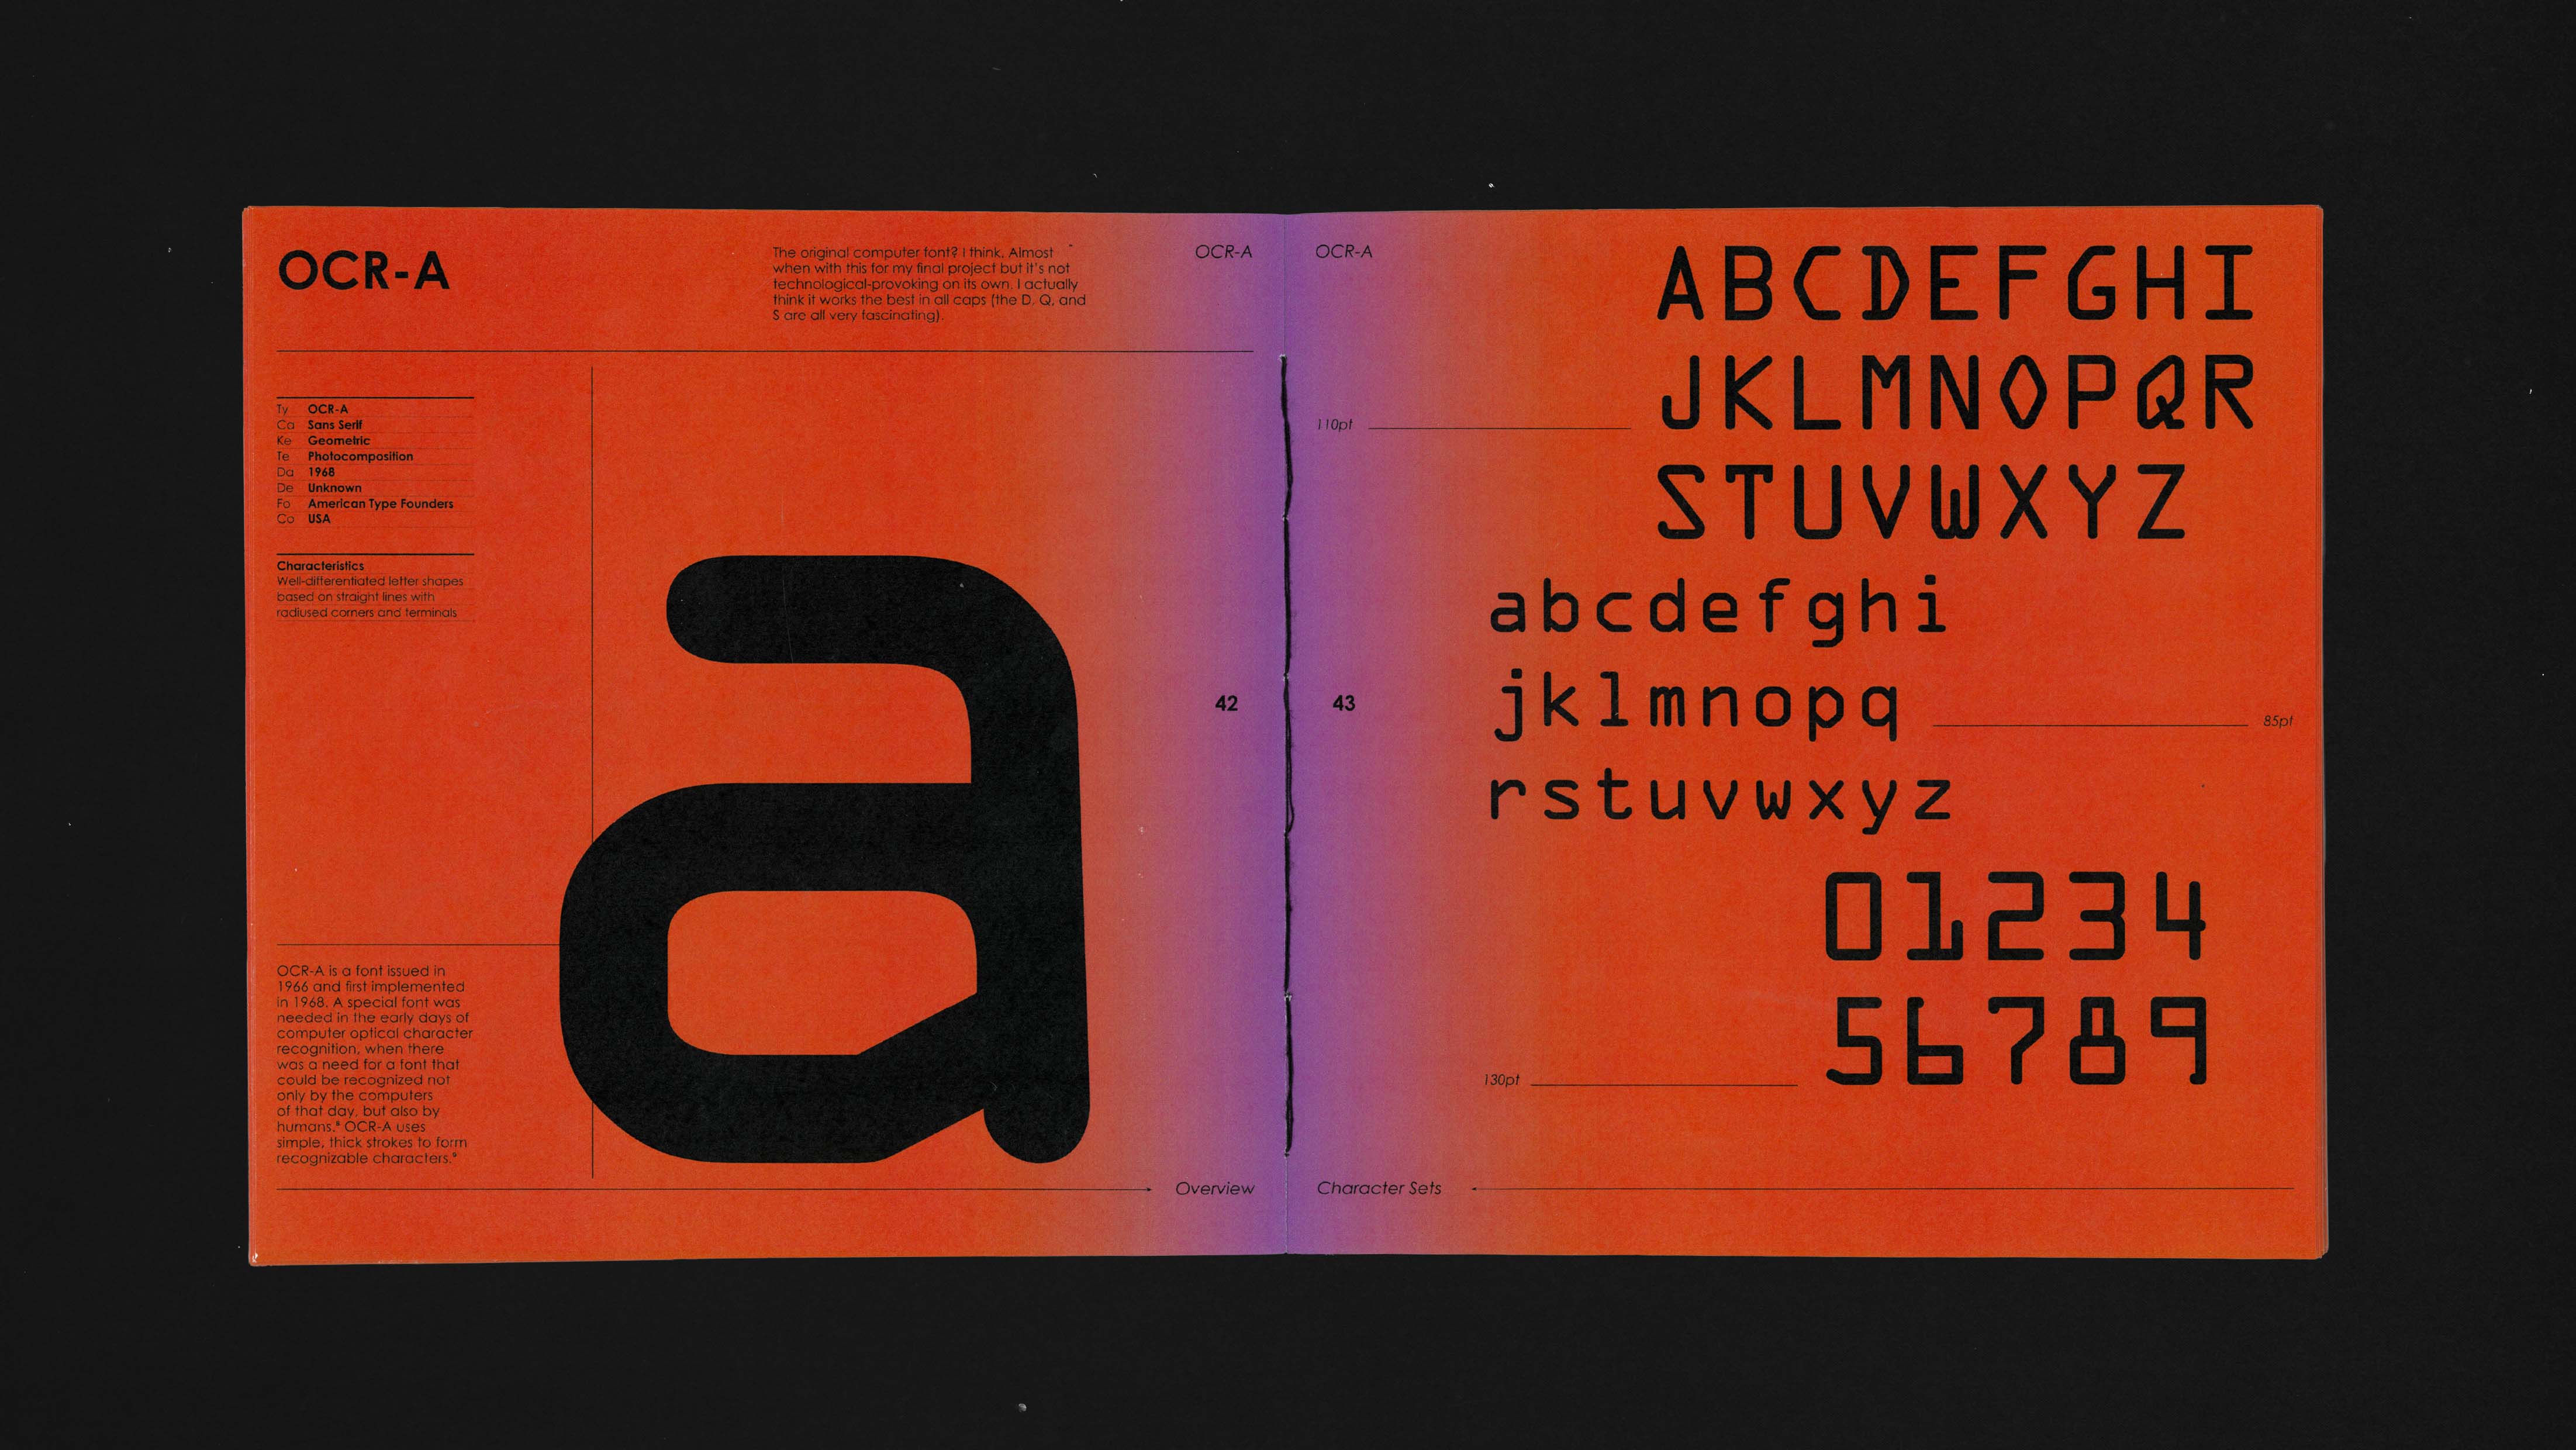 OCR-A
The original computer font? I think. Almost
when with this for my final project but it's not
technological-provoking on its own. I actually
think it works the best in all caps (the D, Q, and
S are all very fascinating).
OCR-A
Ty OCR-A
Ca Sans Serif
Ke Geometric
Te Photocomposition
Da 1968
De Unknown
Fo American Type Founders
Co USA
Characteristics
Well-differentiated letter shapes
based on straight lines with
radiused corners and terminals
a
42
OCR-A is a font issued in
1966 and first implemented
in 1968. A special font was
needed in the early days of
computer optical character
recognition, when there
was a need for a font that
could be recognized not
only by the computers
of that day, but also by
humans.⁸ OCR-A uses
simple, thick strokes to form
recognizable characters.⁹
Overview
OCR-A
ABCDEFGHI
JKLMNOPQR
110pt
STUVWXYZ
abcdefghi
43
jklmnopq
85pt
rstuvwxyz
01234
56789
130pt
Character Sets